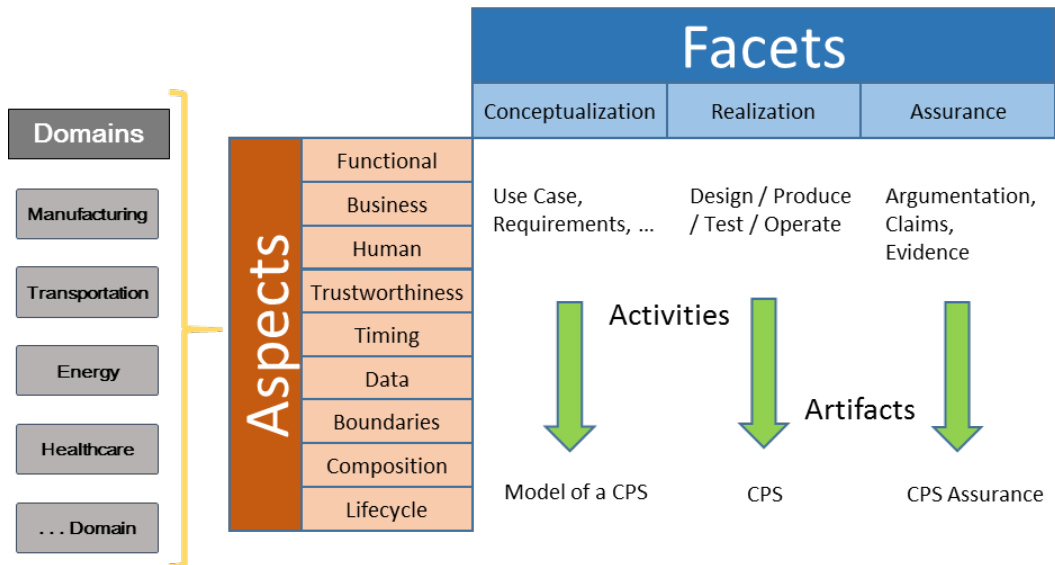 Facets
Conceptualization
Realization
Assurance
Domains
Manufacturing
Transportation
Energy
Healthcare
. . . Domain
Aspects
Functional
Business
Human
Trustworthiness
Timing
Data
Boundaries
Composition
Lifecycle
Use Case,
Requirements, ...
Design / Produce
/ Test / Operate
Argumentation,
Claims,
Evidence
Activities
Artifacts
Model of a CPS
CPS
CPS Assurance